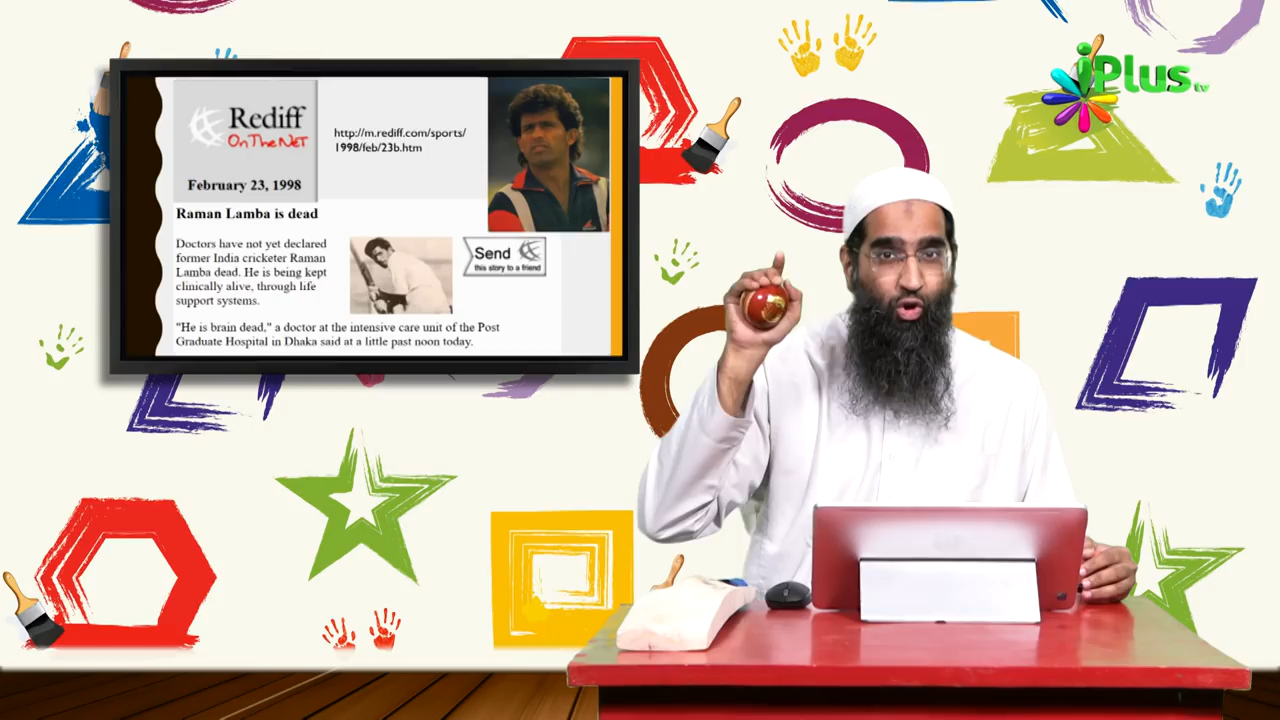 iPlus tv
Rediff
On The NeT
February 23, 1998
http://m.rediff.com/sports/
1998/feb/23b.htm
Raman Lamba is dead
Doctors have not yet declared
former India cricketer Raman
Lamba dead. He is being kept
clinically alive, through life
support systems.
Send
this story to a friend
"He is brain dead," a doctor at the intensive care unit of the Post
Graduate Hospital in Dhaka said at a little past noon today.